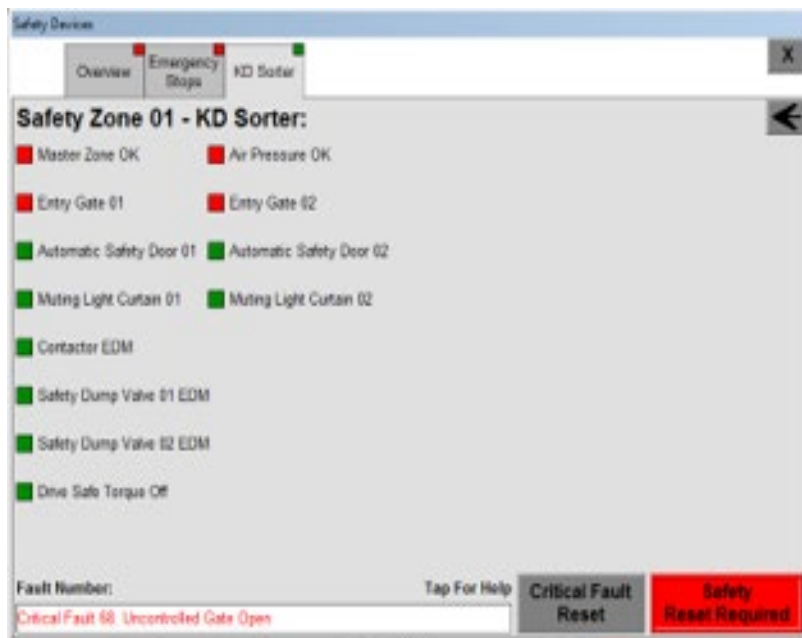 Safety Devices
Overview
Emergency
Stops
KD Sorter
X
Safety Zone 01 - KD Sorter:
Master Zone OK
Air Pressure OK
Entry Gate 01
Entry Gate 02
Automatic Safety Door 01
Automatic Safety Door 02
Muting Light Curtain 01
Muting Light Curtain 02
Contactor EDM
Safety Dump Valve 01 EDM
Safety Dump Valve 02 EDM
Drive Safe Torque Off
Fault Number:
Tap For Help
Critical Fault 68. Uncontrolled Gate Open
Critical Fault
Reset
Safety
Reset Required